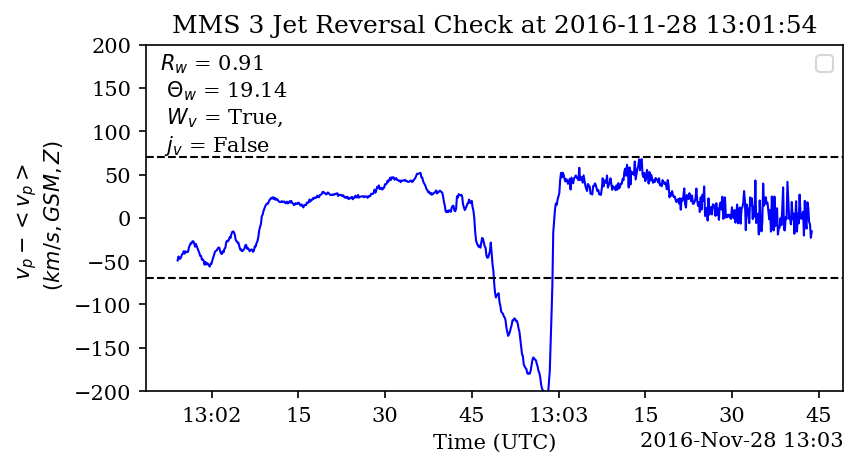 MMS 3 Jet Reversal Check at 2016-11-28 13:01:54
R_w = 0.91
Θ_w = 19.14
W_v = True,
j_v = False
v_p − < v_p >
(km/s, GSM, Z)
200
150
100
50
0
−50
−100
−150
−200
13:02 15 30 45 13:03 15 30 45
Time (UTC)
2016-Nov-28 13:03